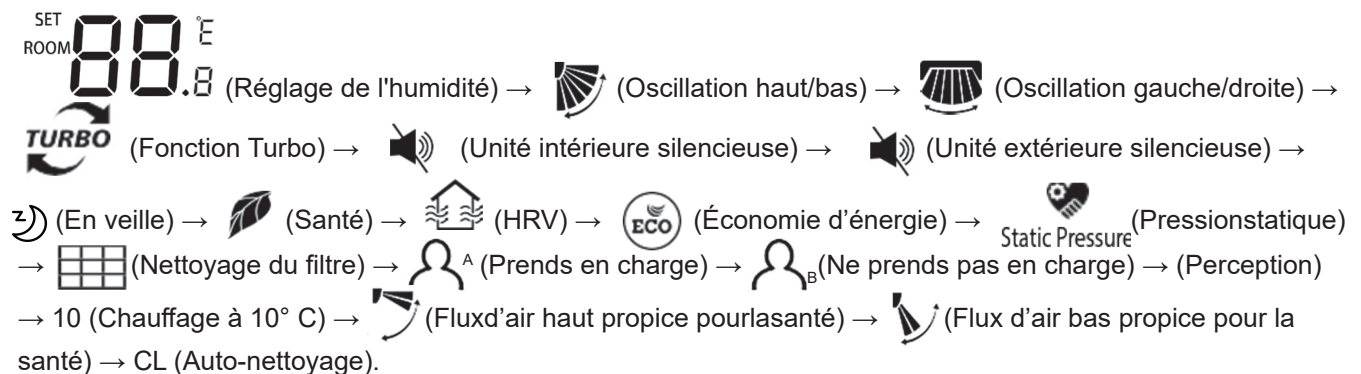 SET
ROOM 88.8 °E (Réglage de l'humidité) → (Oscillation haut/bas) → (Oscillation gauche/droite) →
TURBO (Fonction Turbo) → (Unité intérieure silencieuse) → (Unité extérieure silencieuse) →
z (En veille) → (Santé) → (HRV) → ECO (Économie d’énergie) → Static Pressure (Pressionstatique)
→ (Nettoyage du filtre) → A (Prends en charge) → B (Ne prends pas en charge) → (Perception)
→ 10 (Chauffage à 10° C) → (Fluxd’air haut propice pourlasanté) → (Flux d’air bas propice pour la
santé) → CL (Auto-nettoyage).